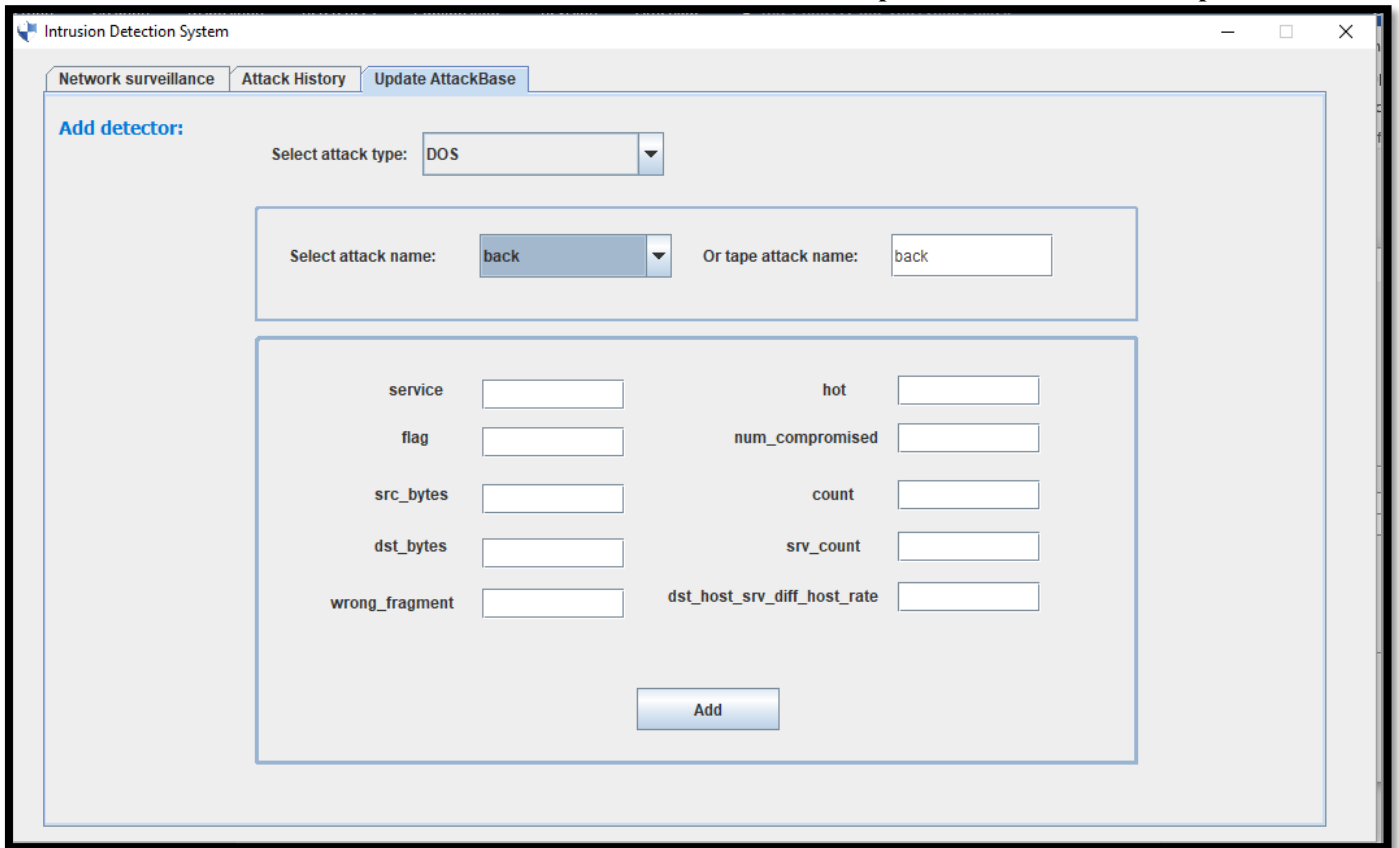 Intrusion Detection System
Network surveillance Attack History Update AttackBase
Add detector:
Select attack type: DOS
Select attack name: back Or tape attack name: back
service hot
flag num_compromised
src_bytes count
dst_bytes srv_count
wrong_fragment dst_host_srv_diff_host_rate
Add